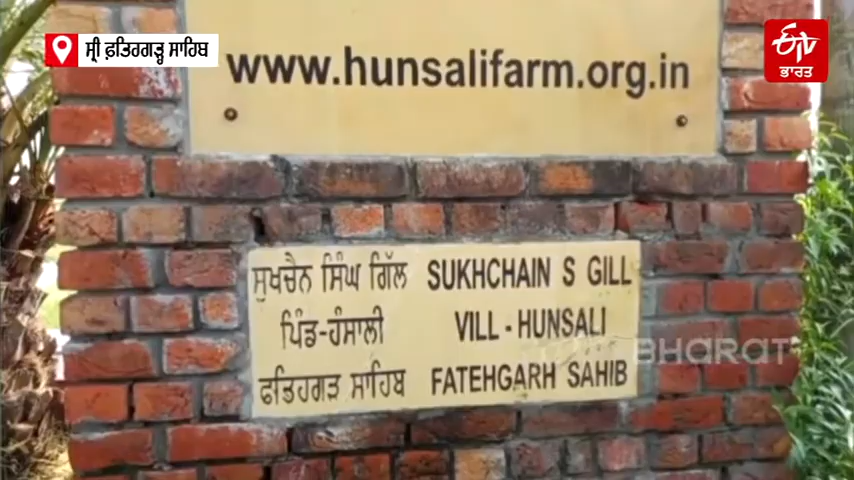 ਸ੍ਰੀ ਫ਼ਤਿਹਗੜ੍ਹ ਸਾਹਿਬ
ETV
ਭਾਰਤ
www.hunsalifarm.org.in
ਸੁਖਚੈਨ ਸਿੰਘ ਗਿੱਲ SUKHCHAIN S GILL
ਪਿੰਡ-ਹੰਸਾਲੀ VILL - HUNSALI
ਫਤਿਹਗੜ ਸਾਹਿਬ FATEHGARH SAHIB
BHARAT